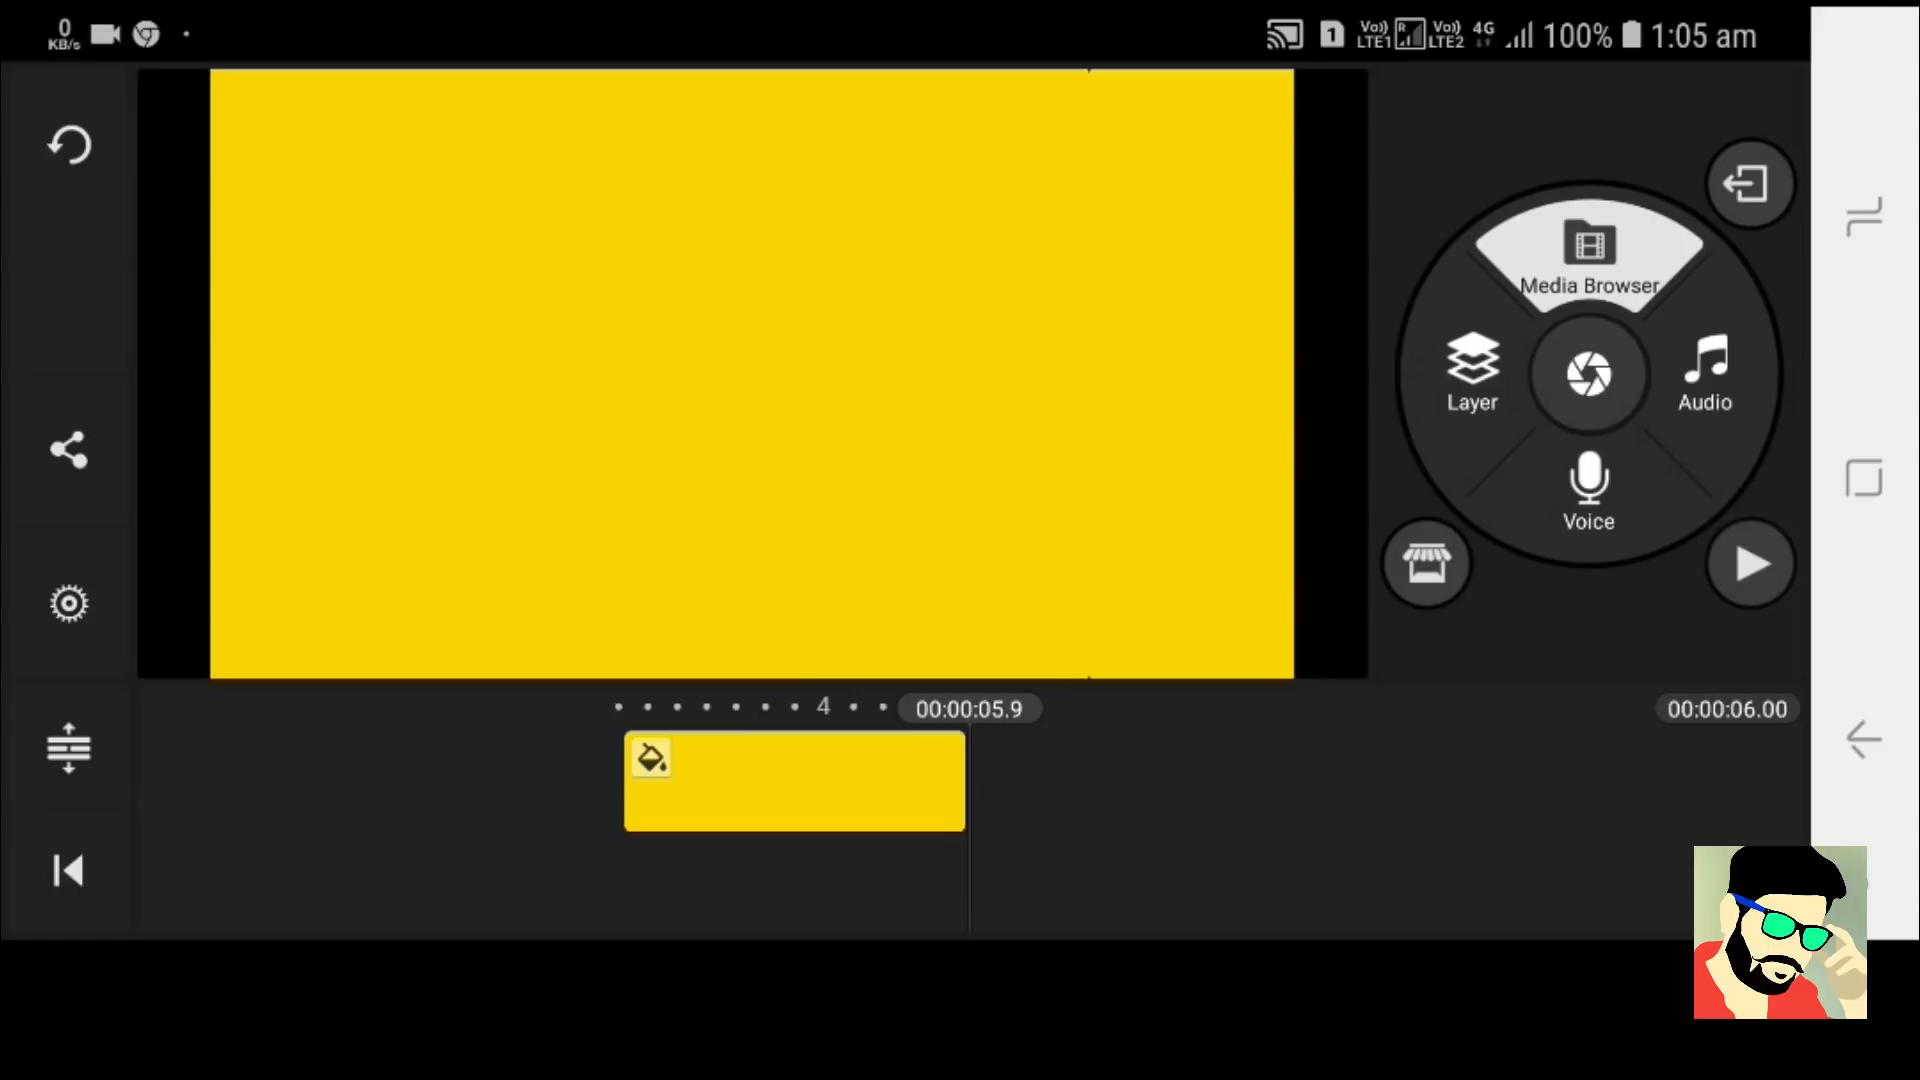 0
KB/s
1
Vo)) LTE1
R
Vo)) LTE2
4G
100%
1:05 am
Media Browser
Layer
Audio
Voice
4
00:00:05.9
00:00:06.00